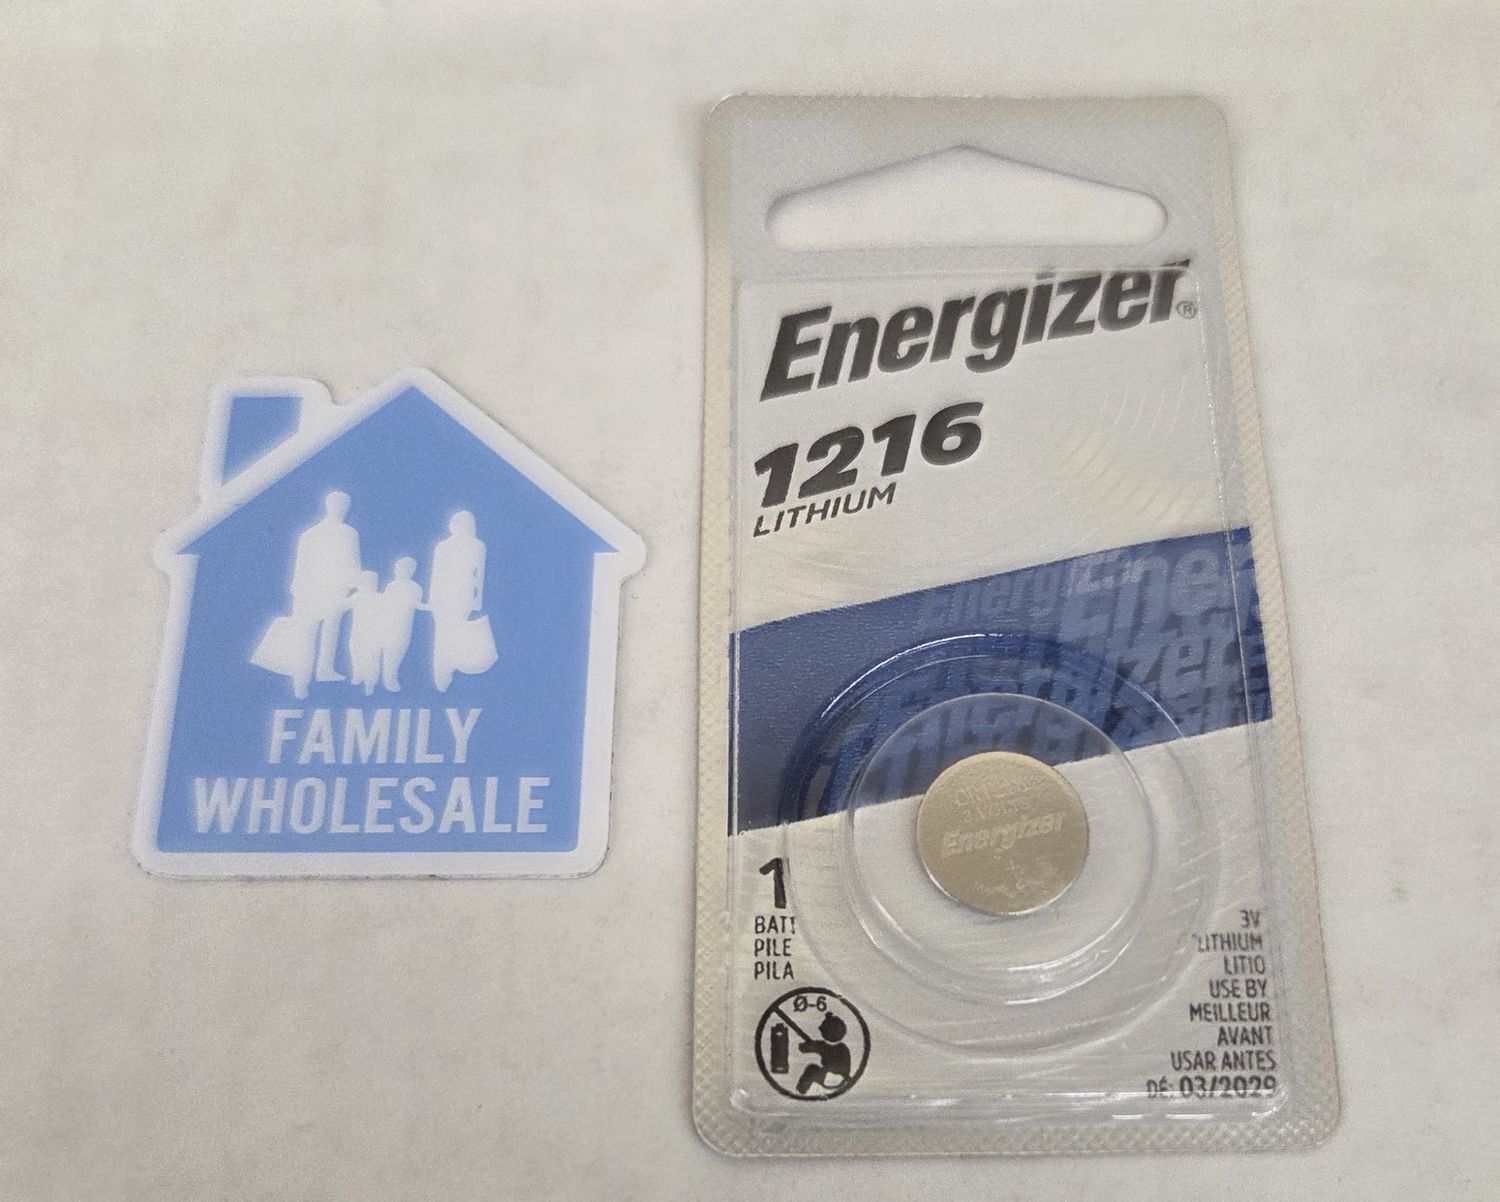 FAMILY
WHOLESALE
Energizer®
1216
LITHIUM
Energizer
1
BATT
PILE
PILA
Ø-6
3V
LITHIUM
LITIO
USE BY
MEILLEUR
AVANT
USAR ANTES
DE: 03/2029